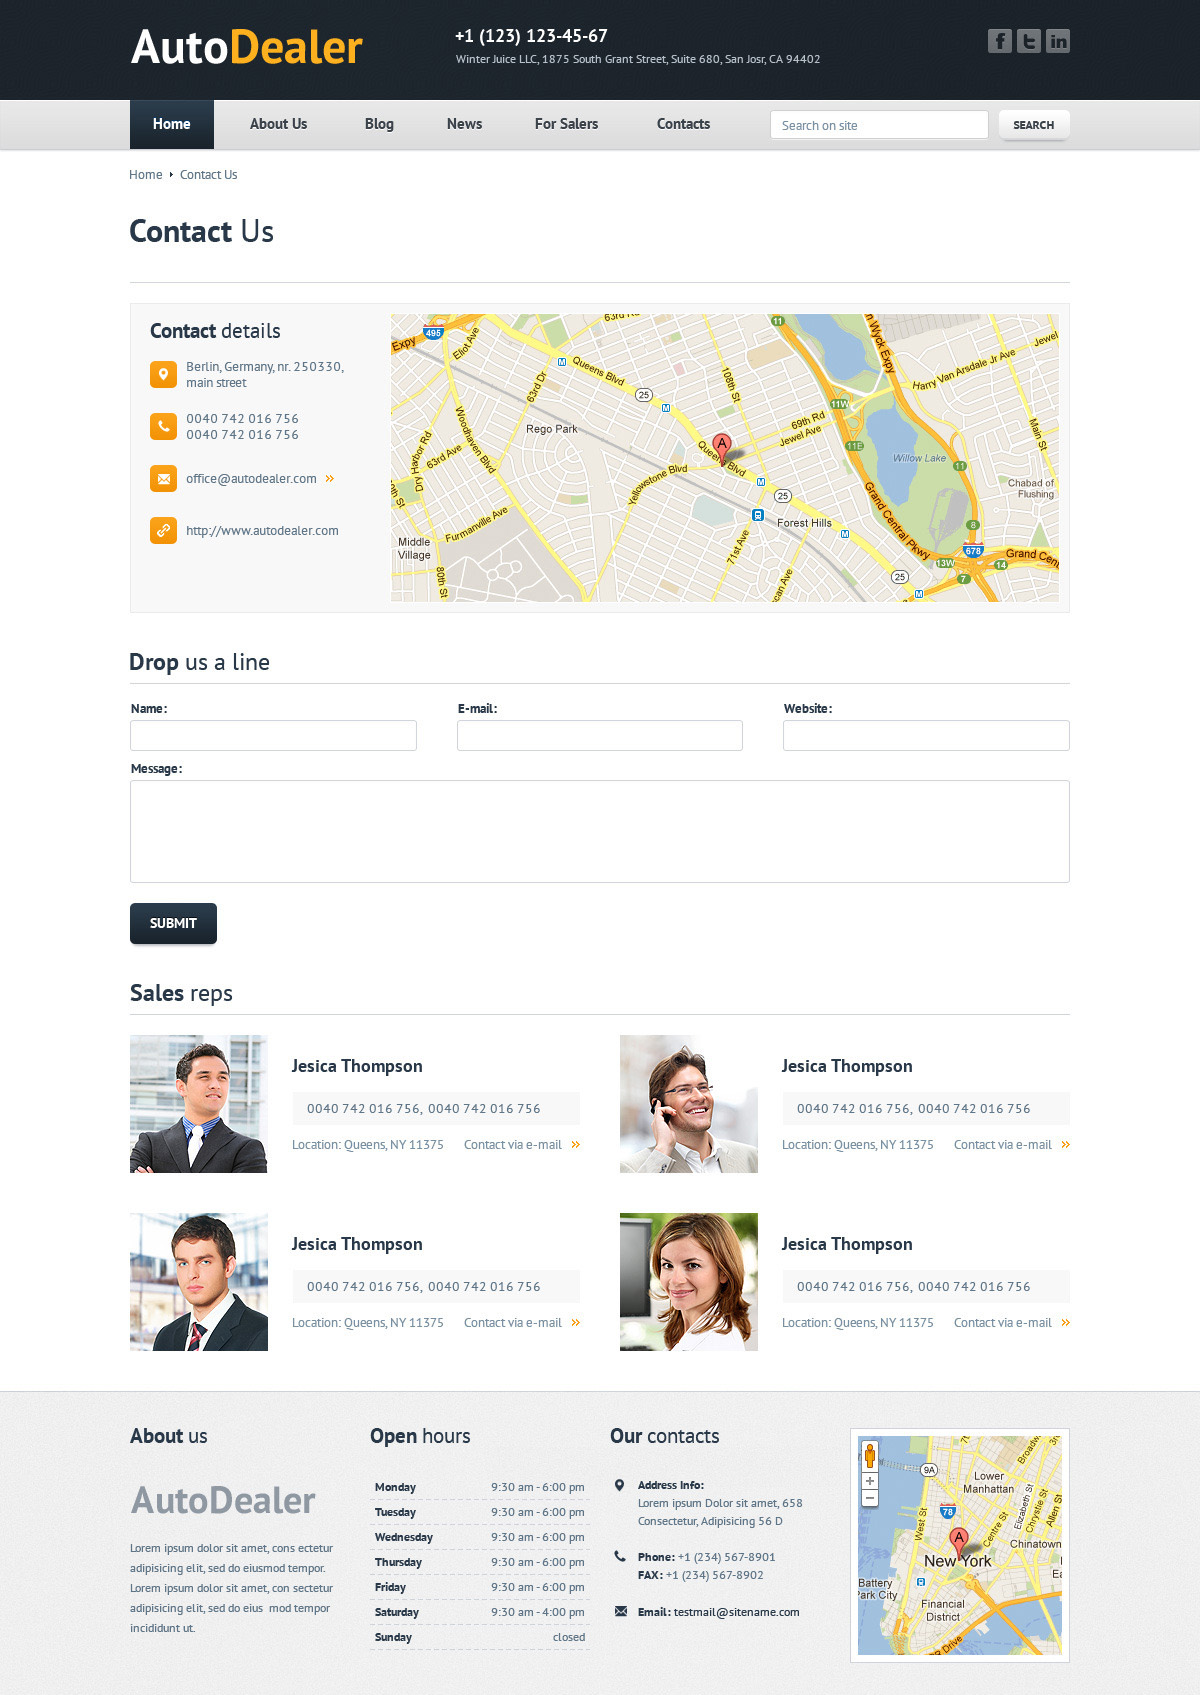 AutoDealer
+1 (123) 123-45-67
Winter Juice LLC, 1875 South Grant Street, Suite 680, San Josr, CA 94402
Home About Us Blog News For Salers Contacts Search on site SEARCH
Home Contact Us
Contact Us
Contact details
Berlin, Germany, nr. 250330,
main street
0040 742 016 756
0040 742 016 756
office@autodealer.com
http://www.autodealer.com
63rd Dr
11
Expy
495
Eliot Ave
Jewel
Wyck Expy
Harry Van Arsdale Jr Ave
M
Queens Blvd
25
M
63rd Dr
108th St
11W
69th Rd
Jewel Ave
Main St
Woodhaven Blvd
Rego Park
A
11E
Willow Lake
11
63rd Ave
Harbor Rd
Queens Blvd
Yellowstone Blvd
M
25
Chabad of
Flushing
Grand Central Pkwy
Furmanville Ave
Forest Hills
8
M
Middle
Village
71st Ave
678
Grand Cen
13W
14
7
80th St
25
M
Drop us a line
Name: E-mail: Website:
Message:
SUBMIT
Sales reps
Jesica Thompson
0040 742 016 756, 0040 742 016 756
Location: Queens, NY 11375 Contact via e-mail
Jesica Thompson
0040 742 016 756, 0040 742 016 756
Location: Queens, NY 11375 Contact via e-mail
Jesica Thompson
0040 742 016 756, 0040 742 016 756
Location: Queens, NY 11375 Contact via e-mail
Jesica Thompson
0040 742 016 756, 0040 742 016 756
Location: Queens, NY 11375 Contact via e-mail
About us
AutoDealer
Lorem ipsum dolor sit amet, cons ectetur
adipisicing elit, sed do eiusmod tempor.
Lorem ipsum dolor sit amet, con sectetur
adipisicing elit, sed do eius mod tempor
incididunt ut.
Open hours
Monday 9:30 am - 6:00 pm
Tuesday 9:30 am - 6:00 pm
Wednesday 9:30 am - 6:00 pm
Thursday 9:30 am - 6:00 pm
Friday 9:30 am - 6:00 pm
Saturday 9:30 am - 4:00 pm
Sunday closed
Our contacts
Address Info:
Lorem ipsum Dolor sit amet, 658
Consectetur, Adipisicing 56 D
Phone: +1 (234) 567-8901
FAX: +1 (234) 567-8902
Email: testmail@sitename.com
9A
Lower
Manhattan
West St
78
Centre St
Elizabeth St
Chrystie St
Allen S
A
Chinatown
New York
Battery
Park City
Financial
District
Drive